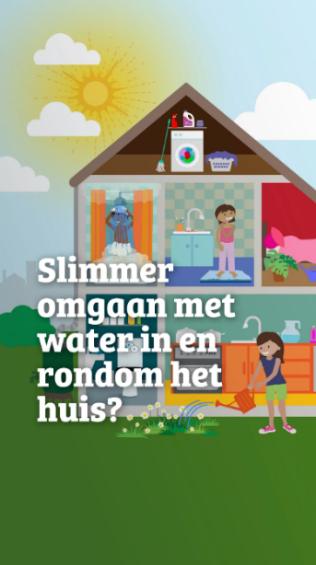 Slimmer
omgaan met
water in en
rondom het
huis?